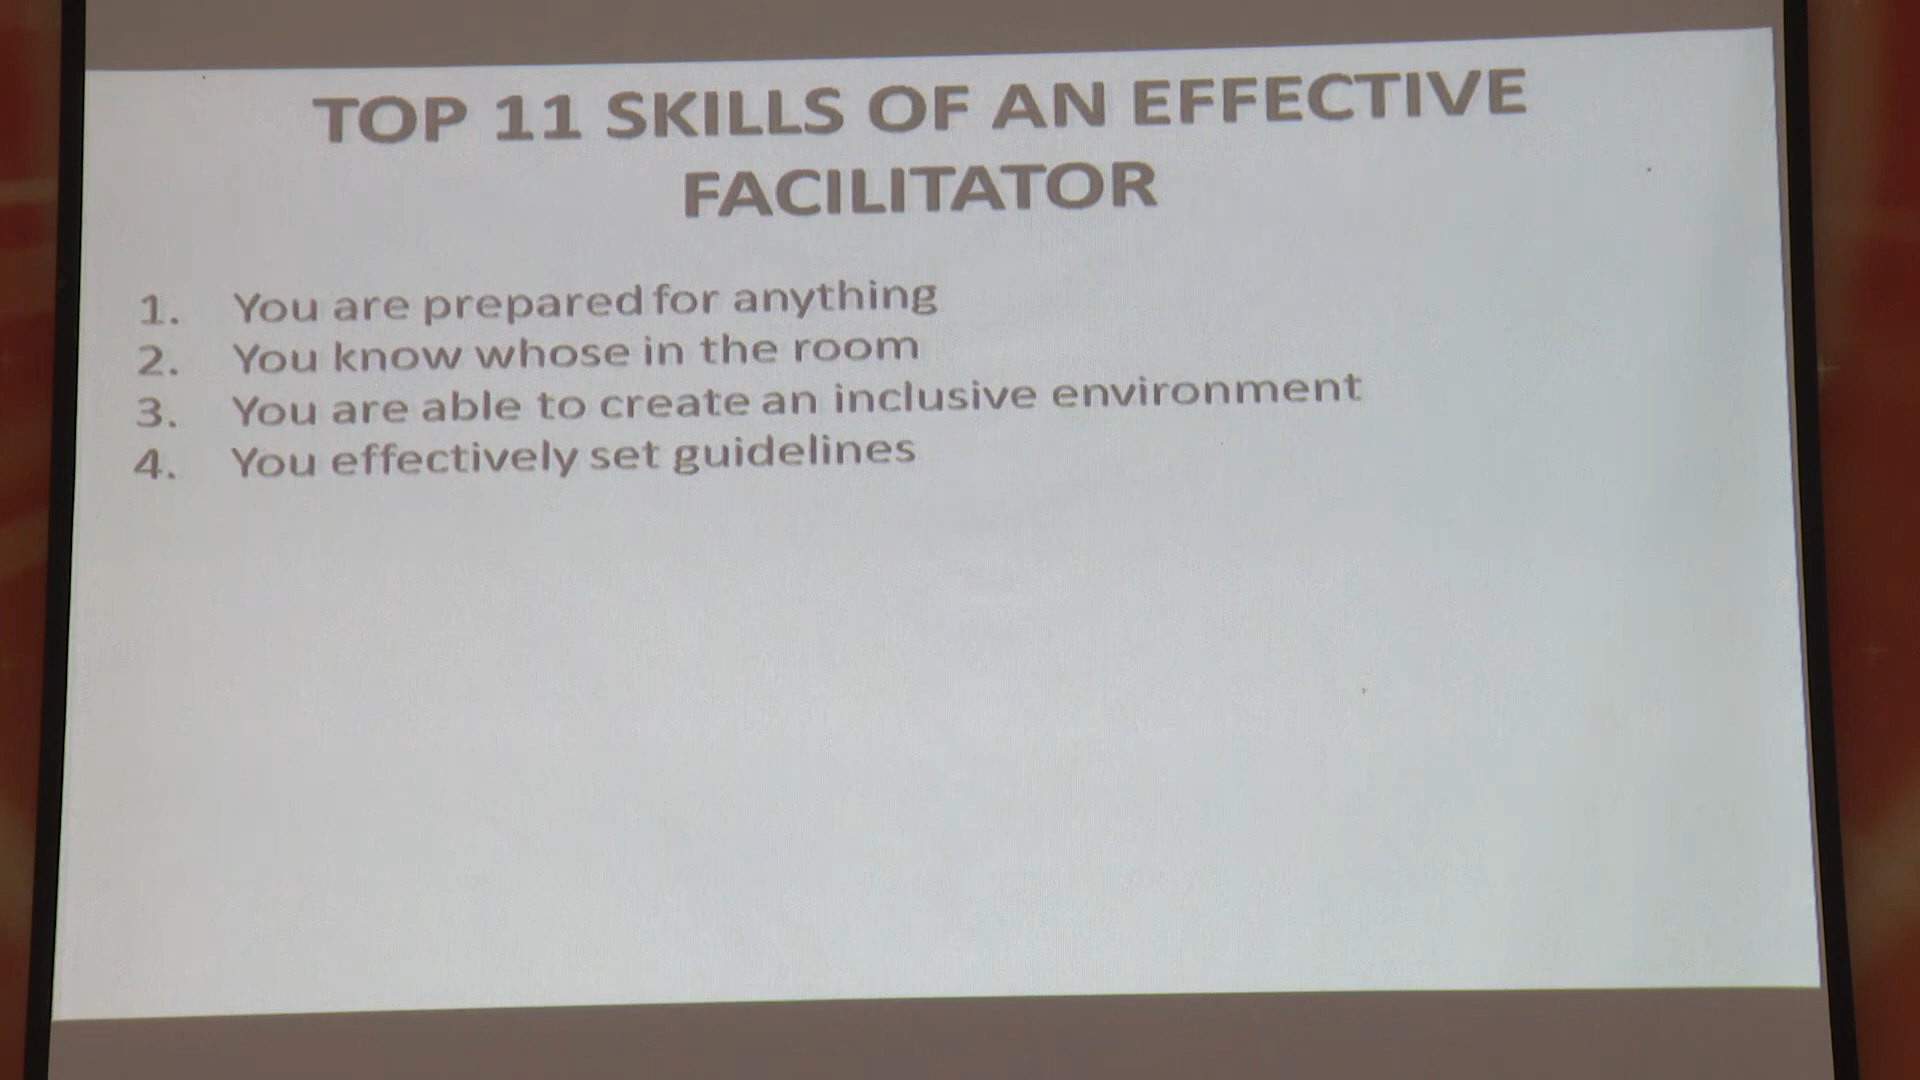 TOP 11 SKILLS OF AN EFFECTIVE
FACILITATOR
1. You are prepared for anything
2. You know whose in the room
3. You are able to create an inclusive environment
4. You effectively set guidelines